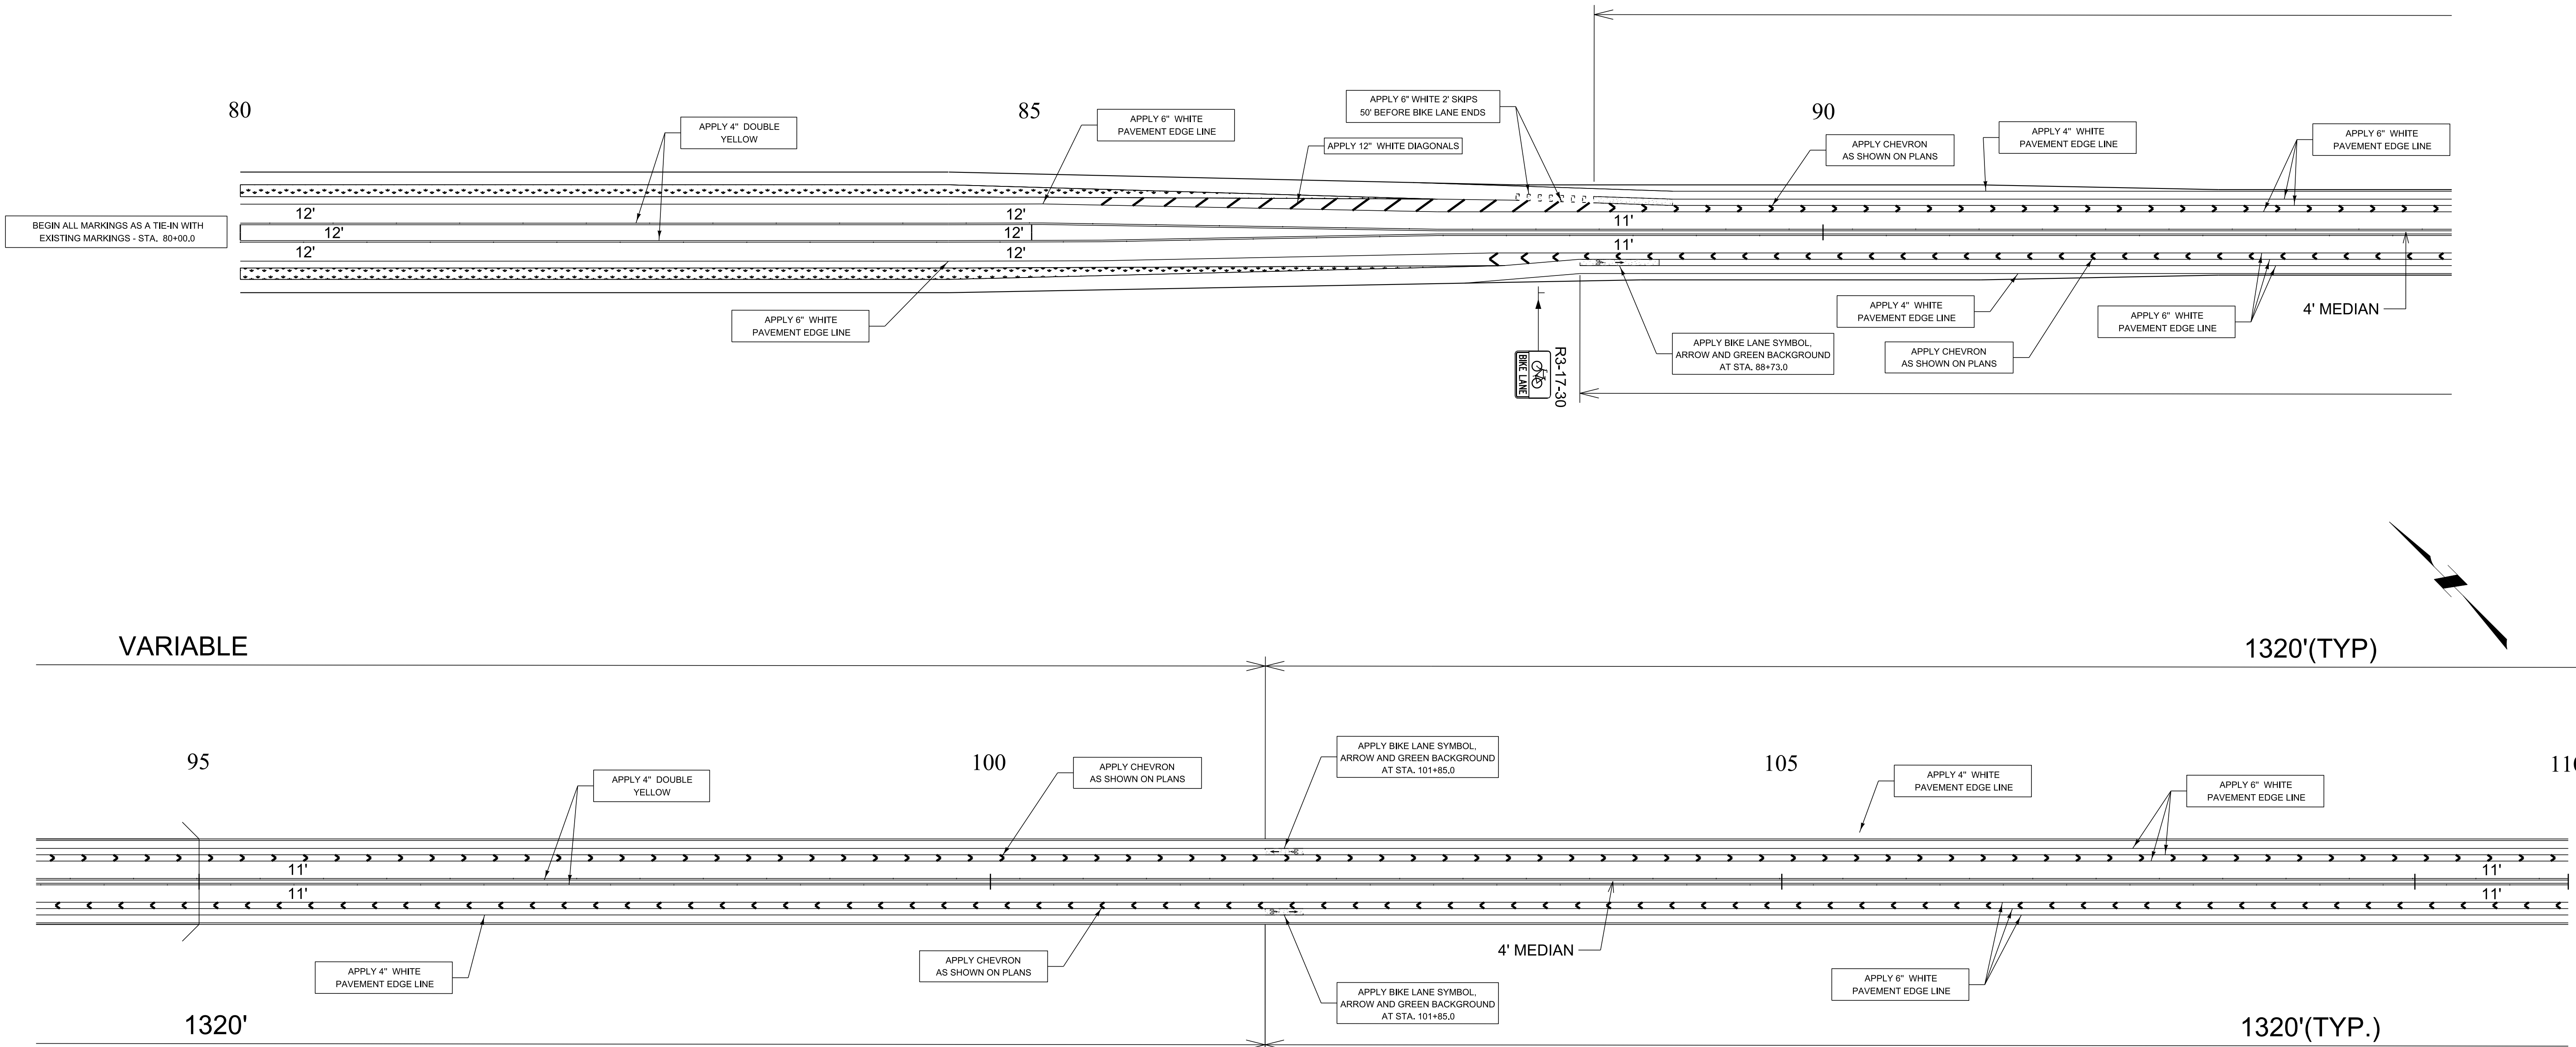 80
85
90
APPLY 4" DOUBLE
YELLOW
APPLY 6" WHITE
PAVEMENT EDGE LINE
APPLY 6" WHITE 2' SKIPS
50' BEFORE BIKE LANE ENDS
APPLY 12" WHITE DIAGONALS
APPLY CHEVRON
AS SHOWN ON PLANS
APPLY 4" WHITE
PAVEMENT EDGE LINE
APPLY 6" WHITE
PAVEMENT EDGE LINE
BEGIN ALL MARKINGS AS A TIE-IN WITH
EXISTING MARKINGS - STA. 80+00.0
12'
12'
12'
12'
12'
12'
11'
11'
APPLY 6" WHITE
PAVEMENT EDGE LINE
R3-17-30
BIKE LANE
APPLY BIKE LANE SYMBOL,
ARROW AND GREEN BACKGROUND
AT STA. 88+73.0
APPLY 4" WHITE
PAVEMENT EDGE LINE
APPLY CHEVRON
AS SHOWN ON PLANS
APPLY 6" WHITE
PAVEMENT EDGE LINE
4' MEDIAN
VARIABLE
1320'(TYP)
95
100
105
APPLY 4" DOUBLE
YELLOW
APPLY CHEVRON
AS SHOWN ON PLANS
APPLY BIKE LANE SYMBOL,
ARROW AND GREEN BACKGROUND
AT STA. 101+85.0
APPLY 4" WHITE
PAVEMENT EDGE LINE
APPLY 6" WHITE
PAVEMENT EDGE LINE
11'
11'
11'
11'
APPLY 4" WHITE
PAVEMENT EDGE LINE
APPLY CHEVRON
AS SHOWN ON PLANS
APPLY BIKE LANE SYMBOL,
ARROW AND GREEN BACKGROUND
AT STA. 101+85.0
4' MEDIAN
APPLY 6" WHITE
PAVEMENT EDGE LINE
1320'
1320'(TYP.)